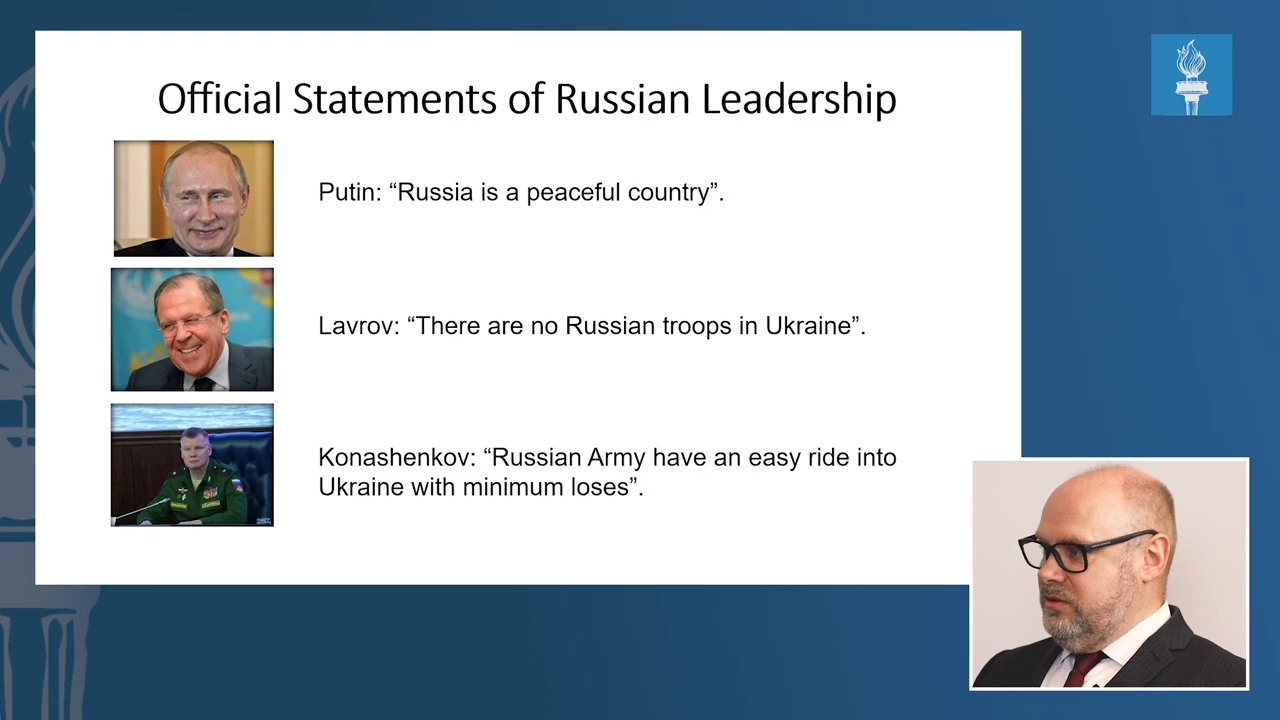 Official Statements of Russian Leadership
Putin: “Russia is a peaceful country”.
Lavrov: “There are no Russian troops in Ukraine”.
Konashenkov: “Russian Army have an easy ride into
Ukraine with minimum loses”.